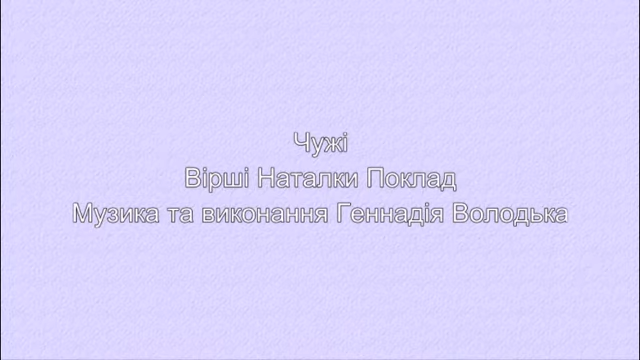 Чужі
Вірші Наталки Поклад
Музика та виконання Геннадія Володька